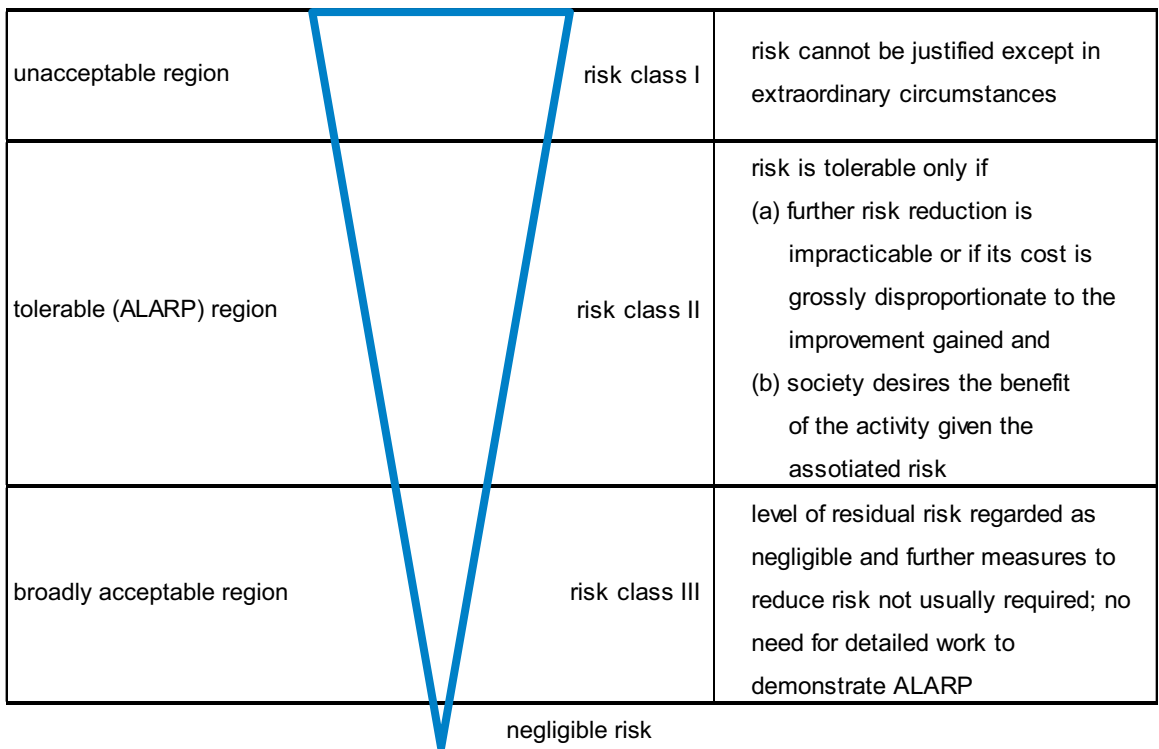 unacceptable region
risk class I
risk cannot be justified except in
extraordinary circumstances
tolerable (ALARP) region
risk class II
risk is tolerable only if
(a) further risk reduction is
impracticable or if its cost is
grossly disproportionate to the
improvement gained and
(b) society desires the benefit
of the activity given the
assotiated risk
broadly acceptable region
risk class III
level of residual risk regarded as
negligible and further measures to
reduce risk not usually required; no
need for detailed work to
demonstrate ALARP
negligible risk